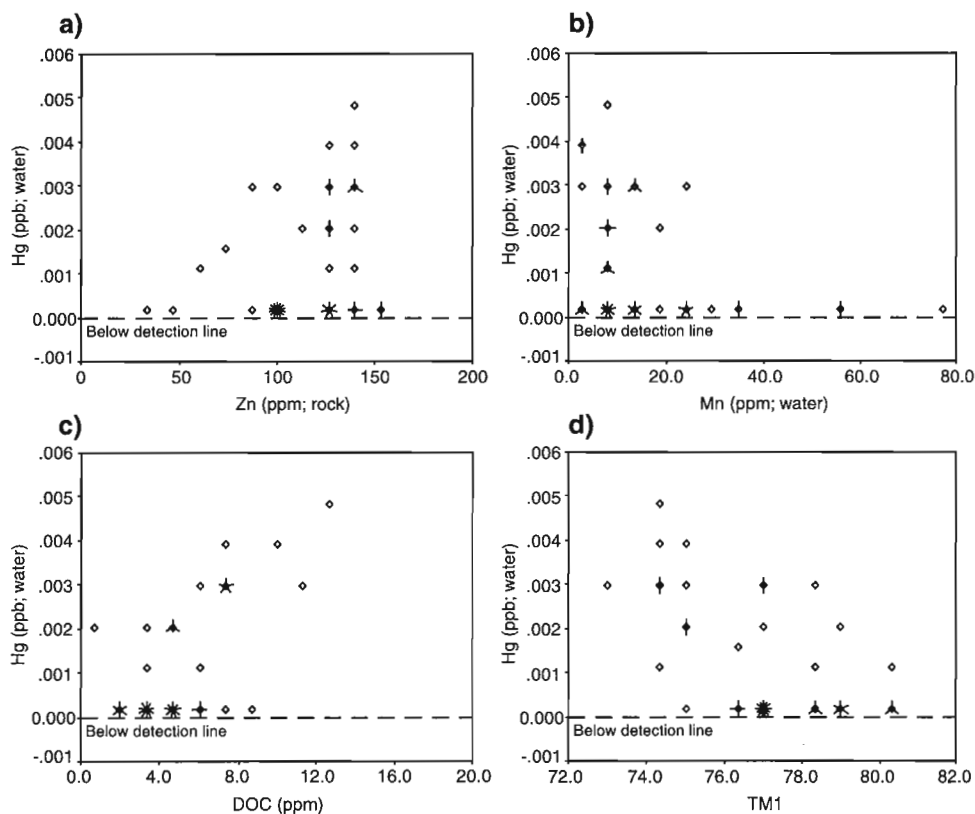 a)
Hg (ppb; water)
.006
.005
.004
.003
.002
.001
0.000
-.001
Below detection line
0 50 100 150 200
Zn (ppm; rock)
b)
Hg (ppb; water)
.006
.005
.004
.003
.002
.001
0.000
-.001
Below detection line
0.0 20.0 40.0 60.0 80.0
Mn (ppm; water)
c)
Hg (ppb; water)
.006
.005
.004
.003
.002
.001
0.000
-.001
Below detection line
4.0 8.0 12.0 16.0 20.0
DOC (ppm)
d)
Hg (ppb; water)
.006
.005
.004
.003
.002
.001
0.000
-.001
Below detection line
72.0 74.0 76.0 78.0 80.0 82.0
TM1